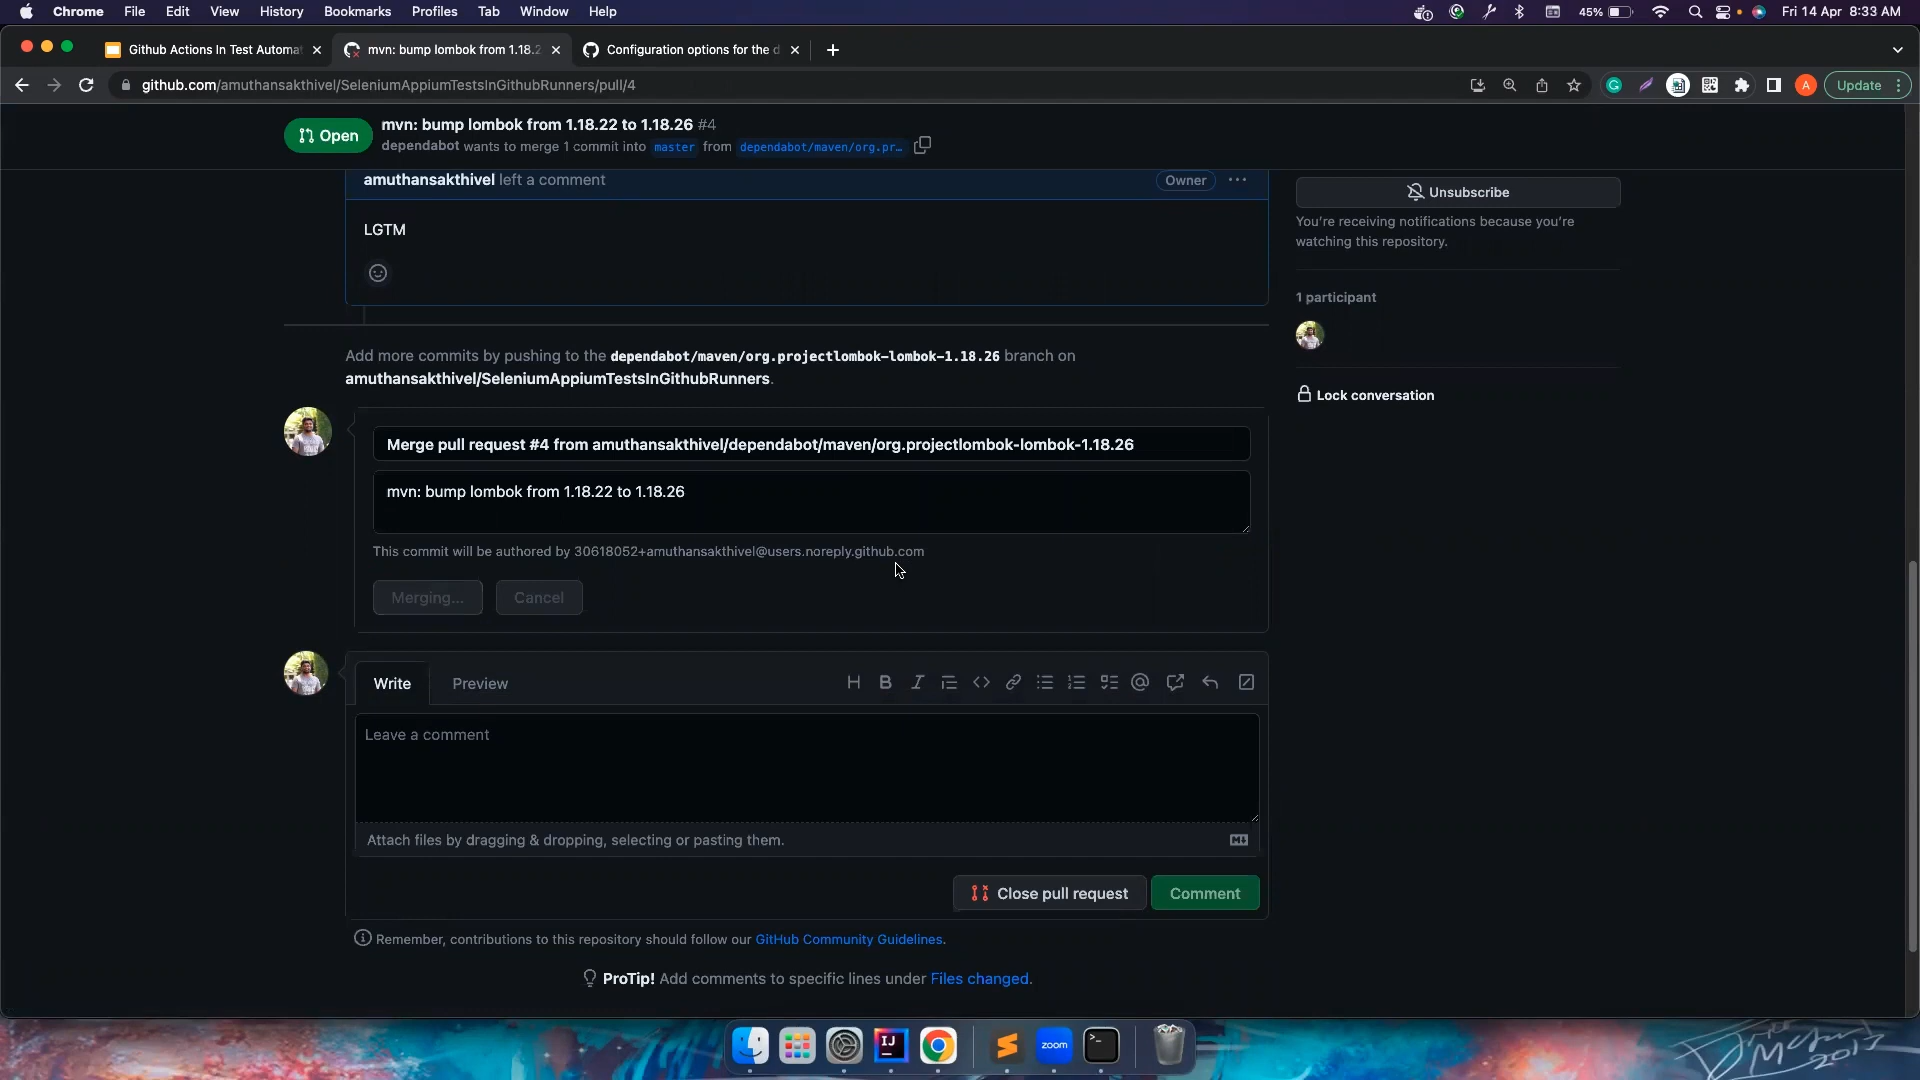 Chrome File Edit View History Bookmarks Profiles Tab Window Help 45% Fri 14 Apr 8:33 AM
Github Actions In Test Automa mvn: bump lombok from 1.18.2 Configuration options for the d
github.com/amuthansakthivel/SeleniumAppiumTestsInGithubRunners/pull/4 A Update
Open mvn: bump lombok from 1.18.22 to 1.18.26 #4
dependabot wants to merge 1 commit into master from dependabot/maven/org.pr…
amuthansakthivel left a comment Owner ...
LGTM
Unsubscribe
You're receiving notifications because you're
watching this repository.
1 participant
Lock conversation
Add more commits by pushing to the dependabot/maven/org.projectlombok-lombok-1.18.26 branch on
amuthansakthivel/SeleniumAppiumTestsInGithubRunners.
Merge pull request #4 from amuthansakthivel/dependabot/maven/org.projectlombok-lombok-1.18.26
mvn: bump lombok from 1.18.22 to 1.18.26
This commit will be authored by 30618052+amuthansakthivel@users.noreply.github.com
Merging... Cancel
Write Preview
Leave a comment
Attach files by dragging & dropping, selecting or pasting them.
Close pull request Comment
Remember, contributions to this repository should follow our GitHub Community Guidelines.
ProTip! Add comments to specific lines under Files changed.
IJ zoom
2017